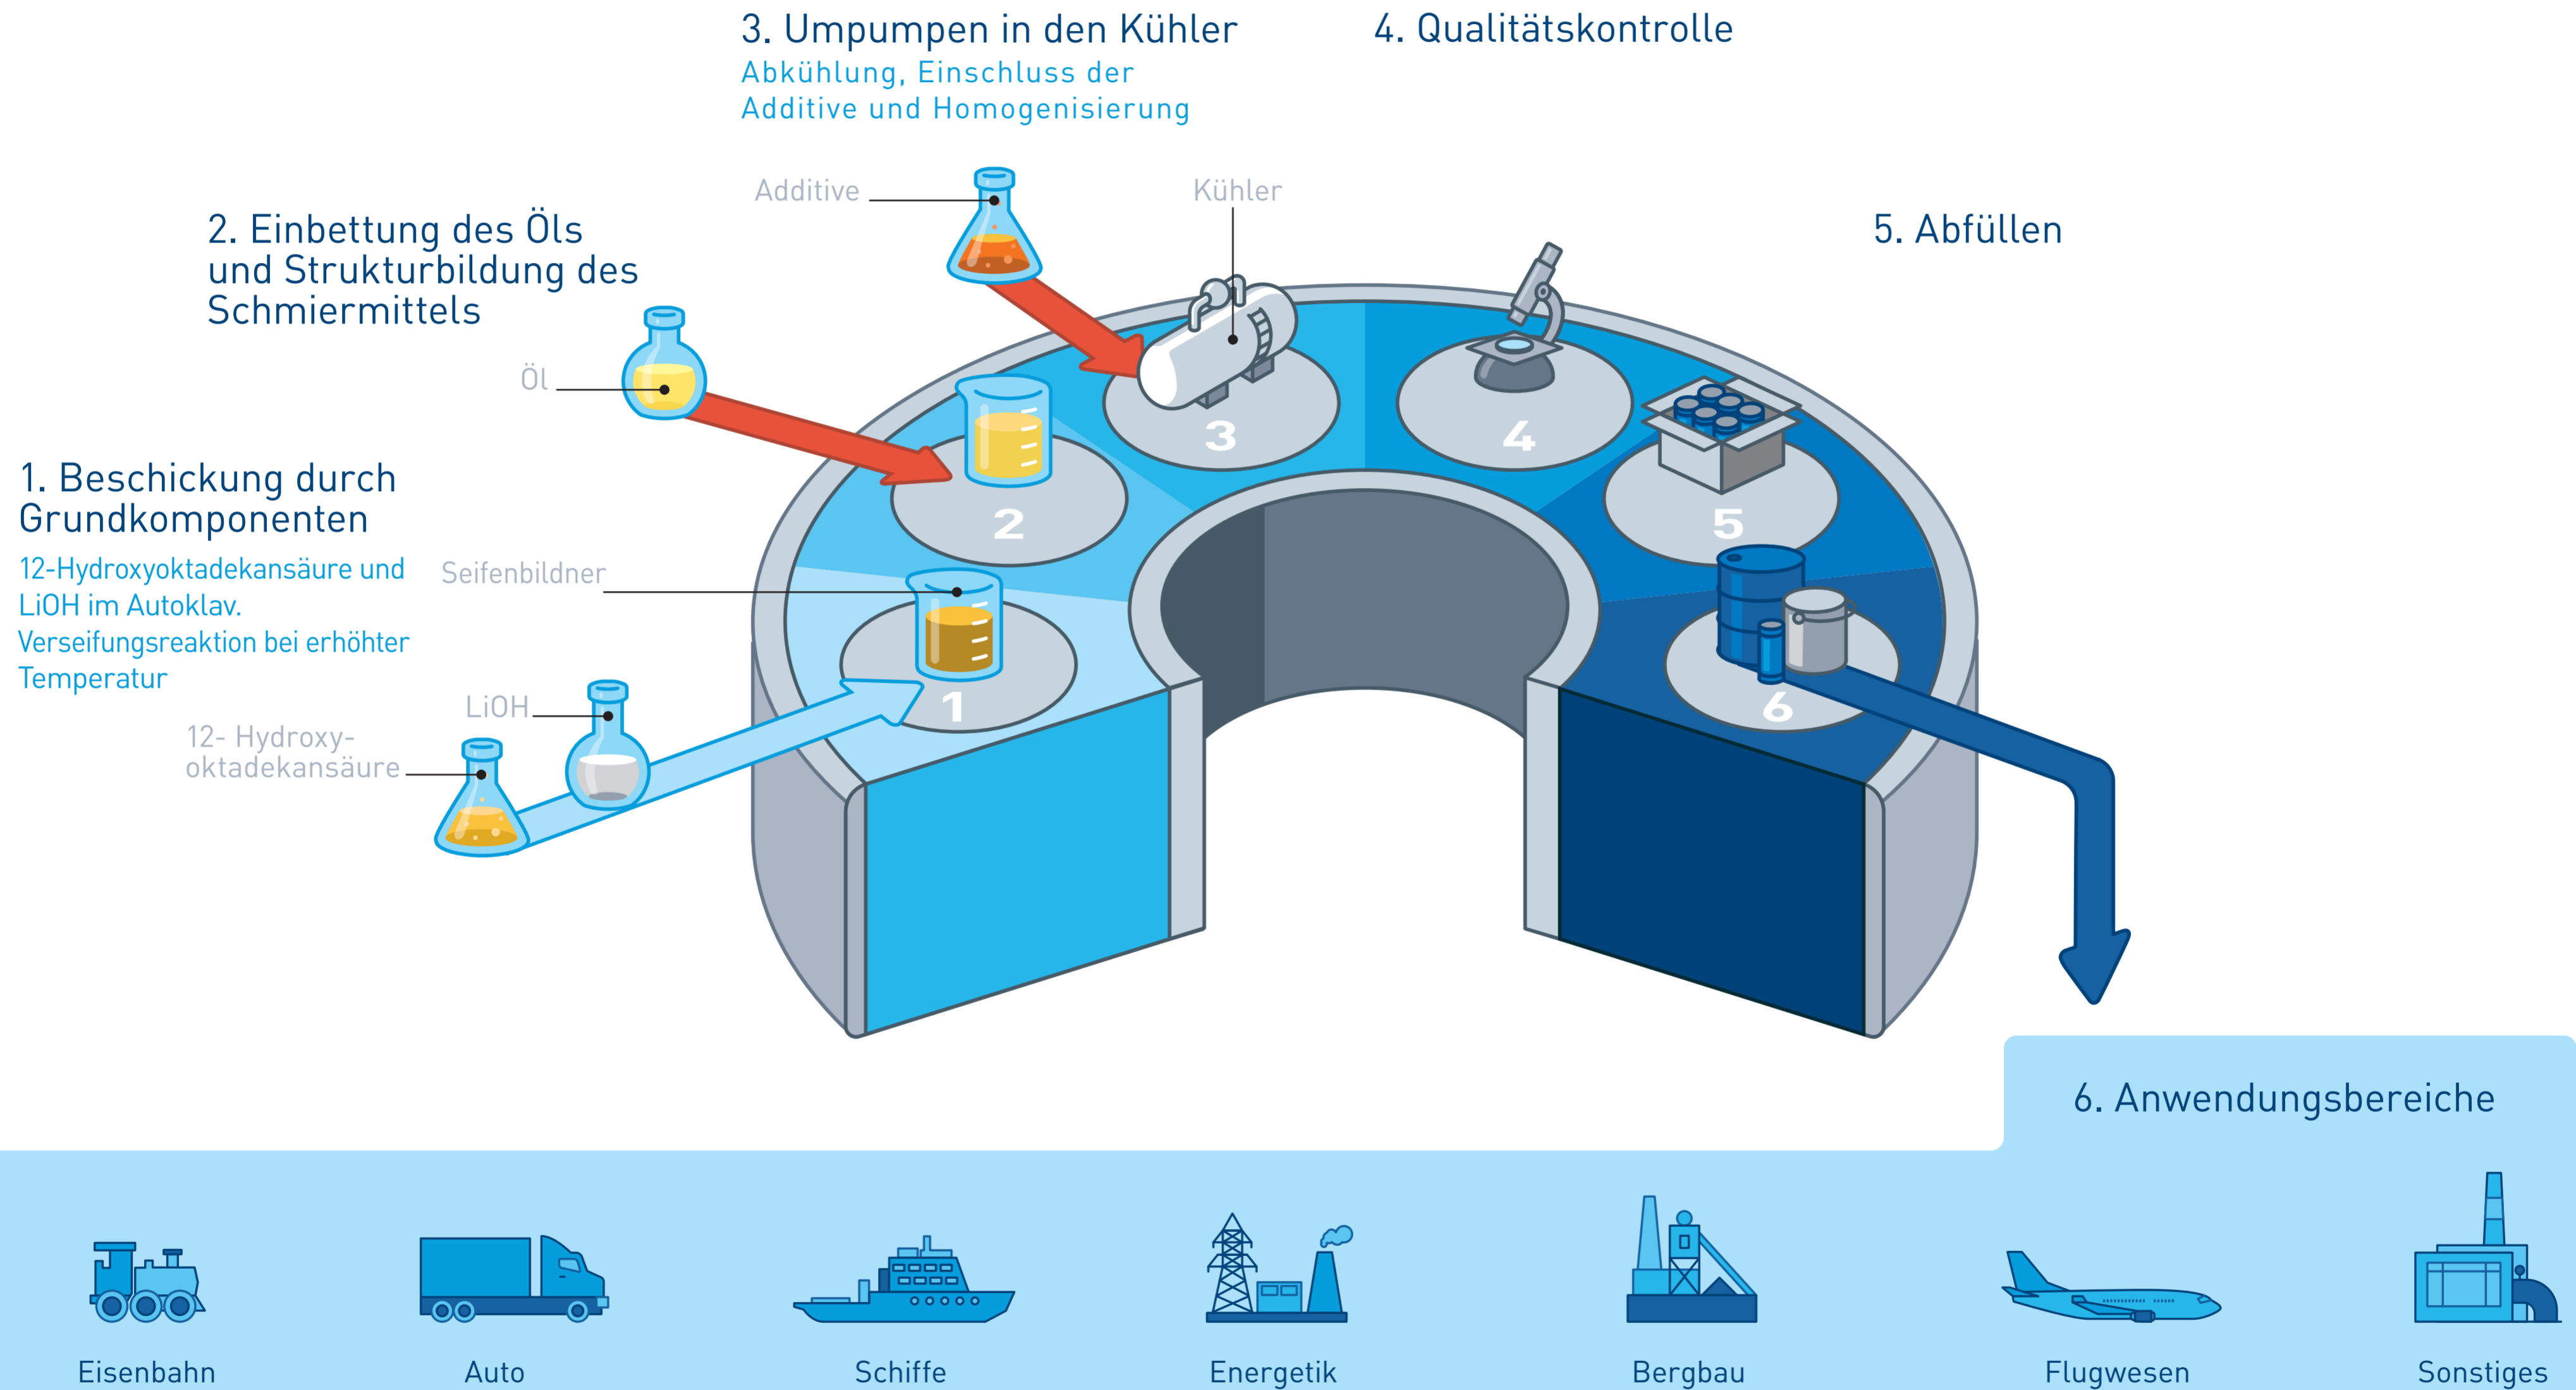 3. Umpumpen in den Kühler
Abkühlung, Einschluss der
Additive und Homogenisierung
4. Qualitätskontrolle
Additive
Kühler
2. Einbettung des Öls
und Strukturbildung des
Schmiermittels
5. Abfüllen
Öl
1. Beschickung durch
Grundkomponenten
12-Hydroxyoktadekansäure und
LiOH im Autoklav.
Verseifungsreaktion bei erhöhter
Temperatur
Seifenbildner
LiOH
12- Hydroxy-
oktadekansäure
3
4
2
5
1
6
6. Anwendungsbereiche
Eisenbahn
Auto
Schiffe
Energetik
Bergbau
Flugwesen
Sonstiges